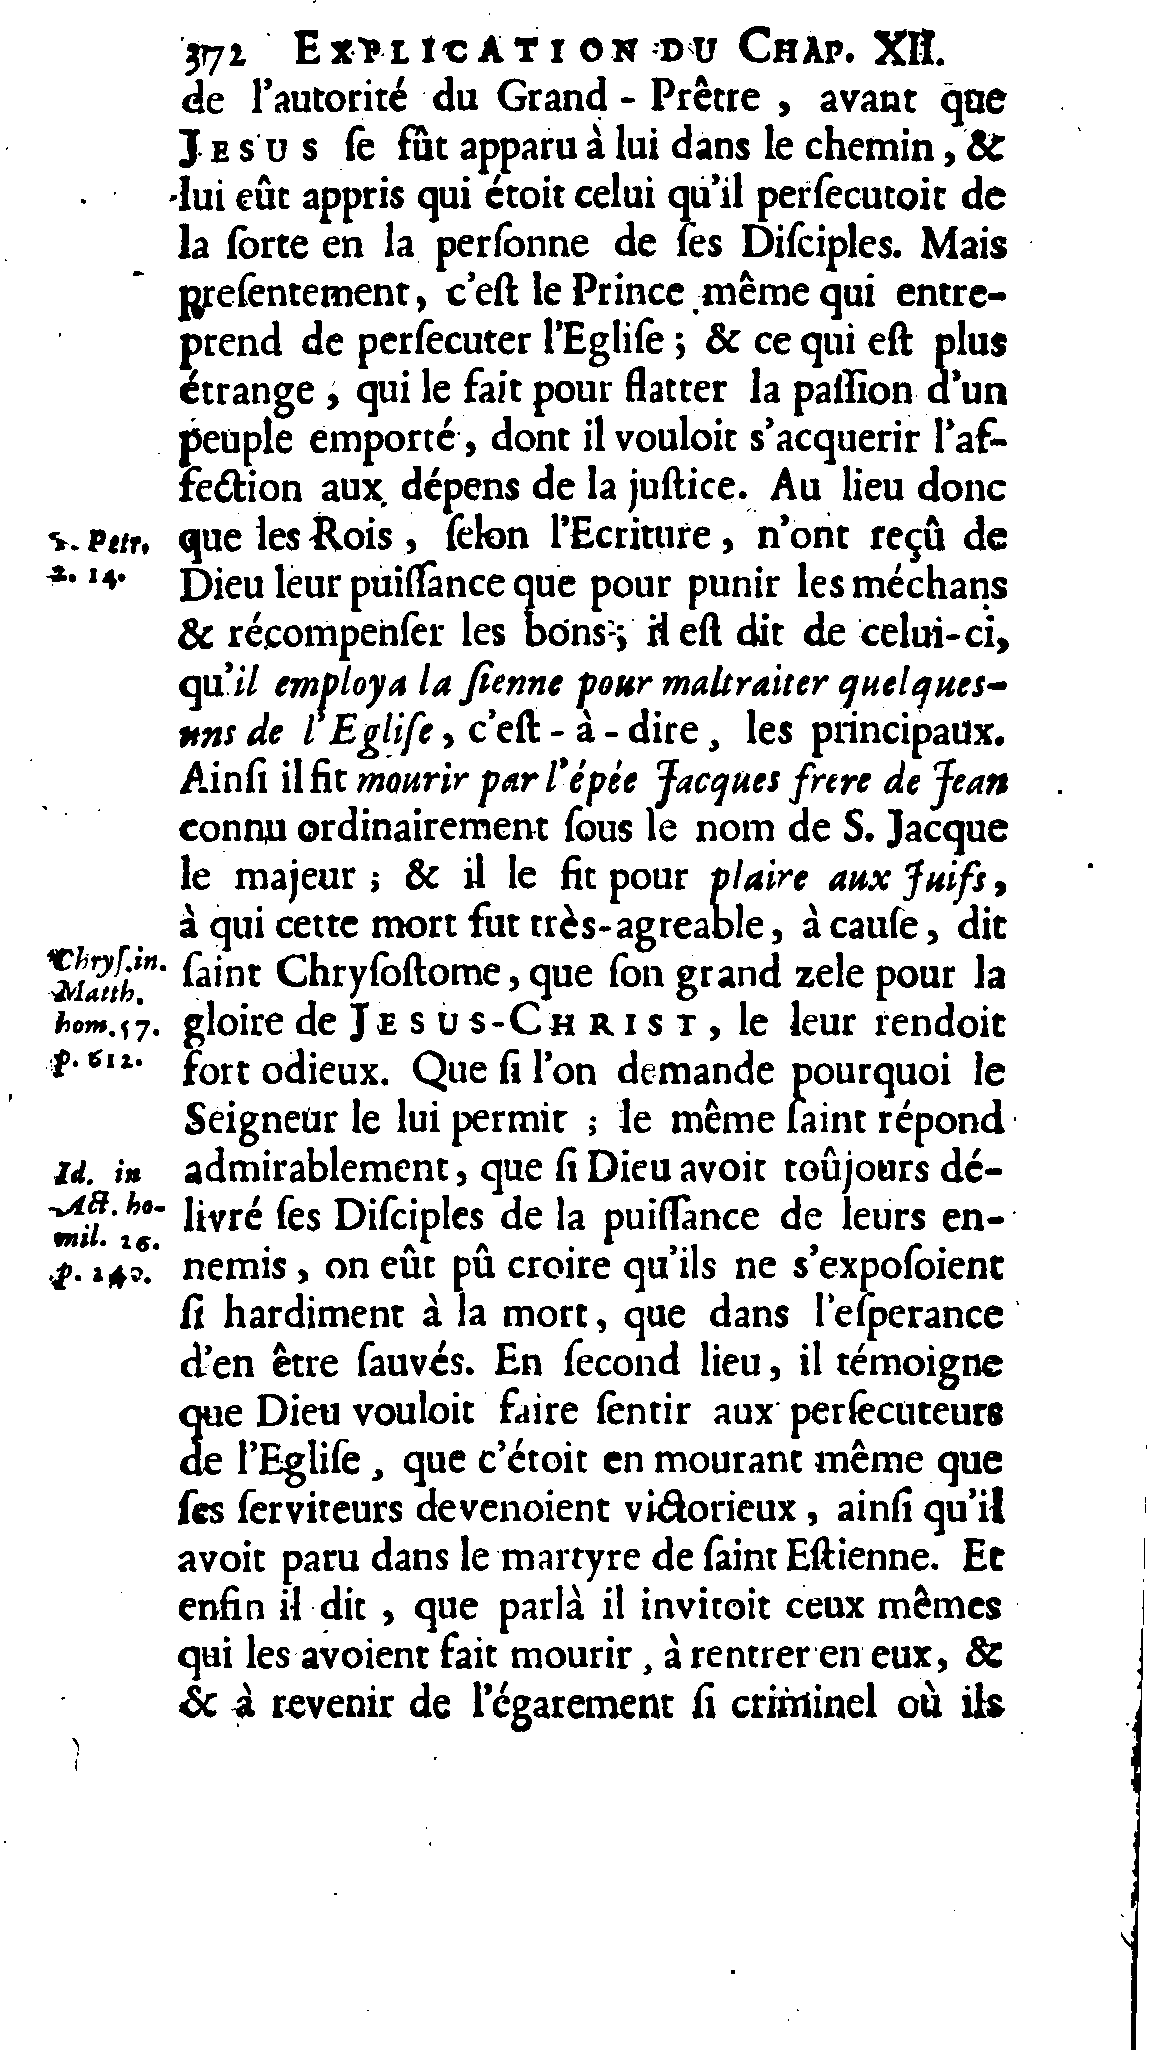 372 EXPLICATION DU CHAP. XII.
de l'autorité du Grand - Prêtre , avant que
JESUS ſe fût apparu à lui dans le chemin , &
lui eût appris qui étoit celui qu'il perſecutoit de
la ſorte en la perſonne de ſes Diſciples. Mais
preſentement, c'eſt le Prince même qui entre-
prend de perſecuter l'Egliſe ; & ce qui eſt plus
étrange , qui le fait pour flatter la paſſion d'un
peuple emporté , dont il vouloit s'acquerir l'af-
fection aux dépens de la juſtice. Au lieu donc
que les Rois , ſelon l'Ecriture , n'ont reçû de
Dieu leur puiſſance que pour punir les méchans
& récompenſer les bons ; il eſt dit de celui-ci,
qu'il employa la ſienne pour maltraiter quelques-
uns de l'Egliſe , c'eſt - à - dire , les principaux.
Ainſi il fit mourir par l'épée Jacques frere de Jean
connu ordinairement ſous le nom de S. Jacque
le majeur ; & il le fit pour plaire aux Juifs ,
à qui cette mort fut très-agreable , à cauſe , dit
ſaint Chryſoſtome , que ſon grand zele pour la
gloire de JESUS-CHRIST , le leur rendoit
fort odieux. Que ſi l'on demande pourquoi le
Seigneur le lui permit ; le même ſaint répond
admirablement , que ſi Dieu avoit toûjours dé-
livré ſes Diſciples de la puiſſance de leurs en-
nemis , on eût pû croire qu'ils ne s'expoſoient
ſi hardiment à la mort , que dans l'eſperance
d'en être ſauvés. En ſecond lieu , il témoigne
que Dieu vouloit faire ſentir aux perſecuteurs
de l'Egliſe , que c'étoit en mourant même que
ſes ſerviteurs devenoient victorieux , ainſi qu'il
avoit paru dans le martyre de ſaint Eſtienne. Et
enfin il dit , que parlà il invitoit ceux mêmes
qui les avoient fait mourir , à rentrer en eux , &
& à revenir de l'égarement ſi criminel où ils
1. Petr.
2. 14.
Chryſ. in.
Matth.
hom. 57.
p. 612.
Id. in
Act. ho-
mil. 26.
p. 240.